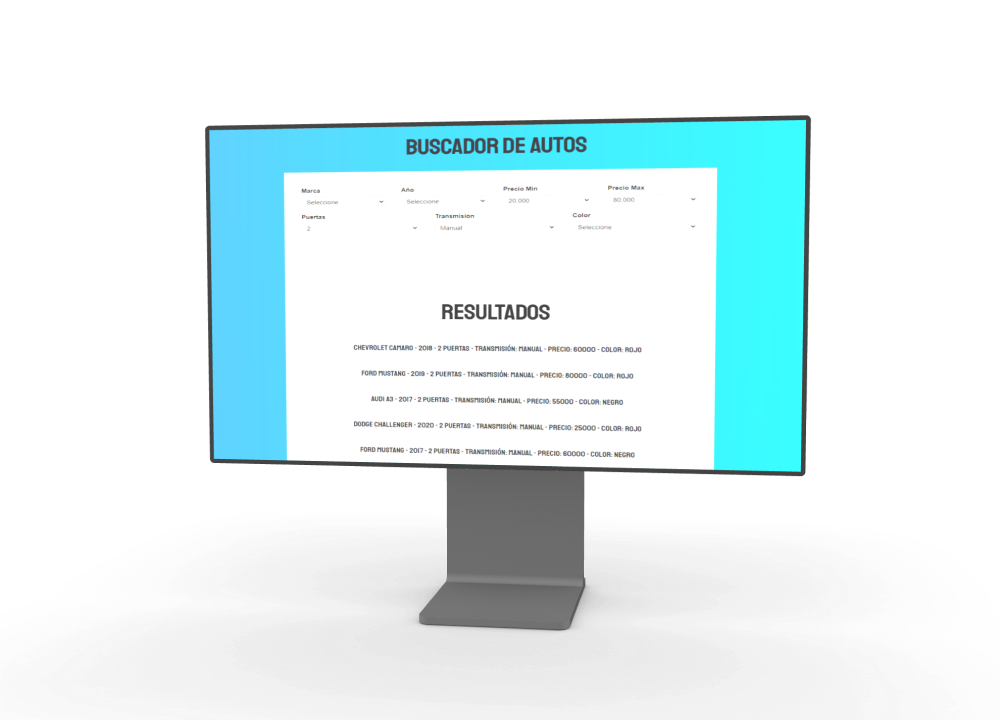 BUSCADOR DE AUTOS
Marca Año Precio Min Precio Max
Seleccione Seleccione 20.000 80.000
Puertas Transmisión Color
2 Manual Seleccione
RESULTADOS
CHEVROLET CAMARO - 2018 - 2 PUERTAS - TRANSMISIÓN: MANUAL - PRECIO: 60000 - COLOR: ROJO
FORD MUSTANG - 2019 - 2 PUERTAS - TRANSMISIÓN: MANUAL - PRECIO: 80000 - COLOR: ROJO
AUDI A3 - 2017 - 2 PUERTAS - TRANSMISIÓN: MANUAL - PRECIO: 55000 - COLOR: NEGRO
DODGE CHALLENGER - 2020 - 2 PUERTAS - TRANSMISIÓN: MANUAL - PRECIO: 25000 - COLOR: ROJO
FORD MUSTANG - 2017 - 2 PUERTAS - TRANSMISIÓN: MANUAL - PRECIO: 60000 - COLOR: NEGRO